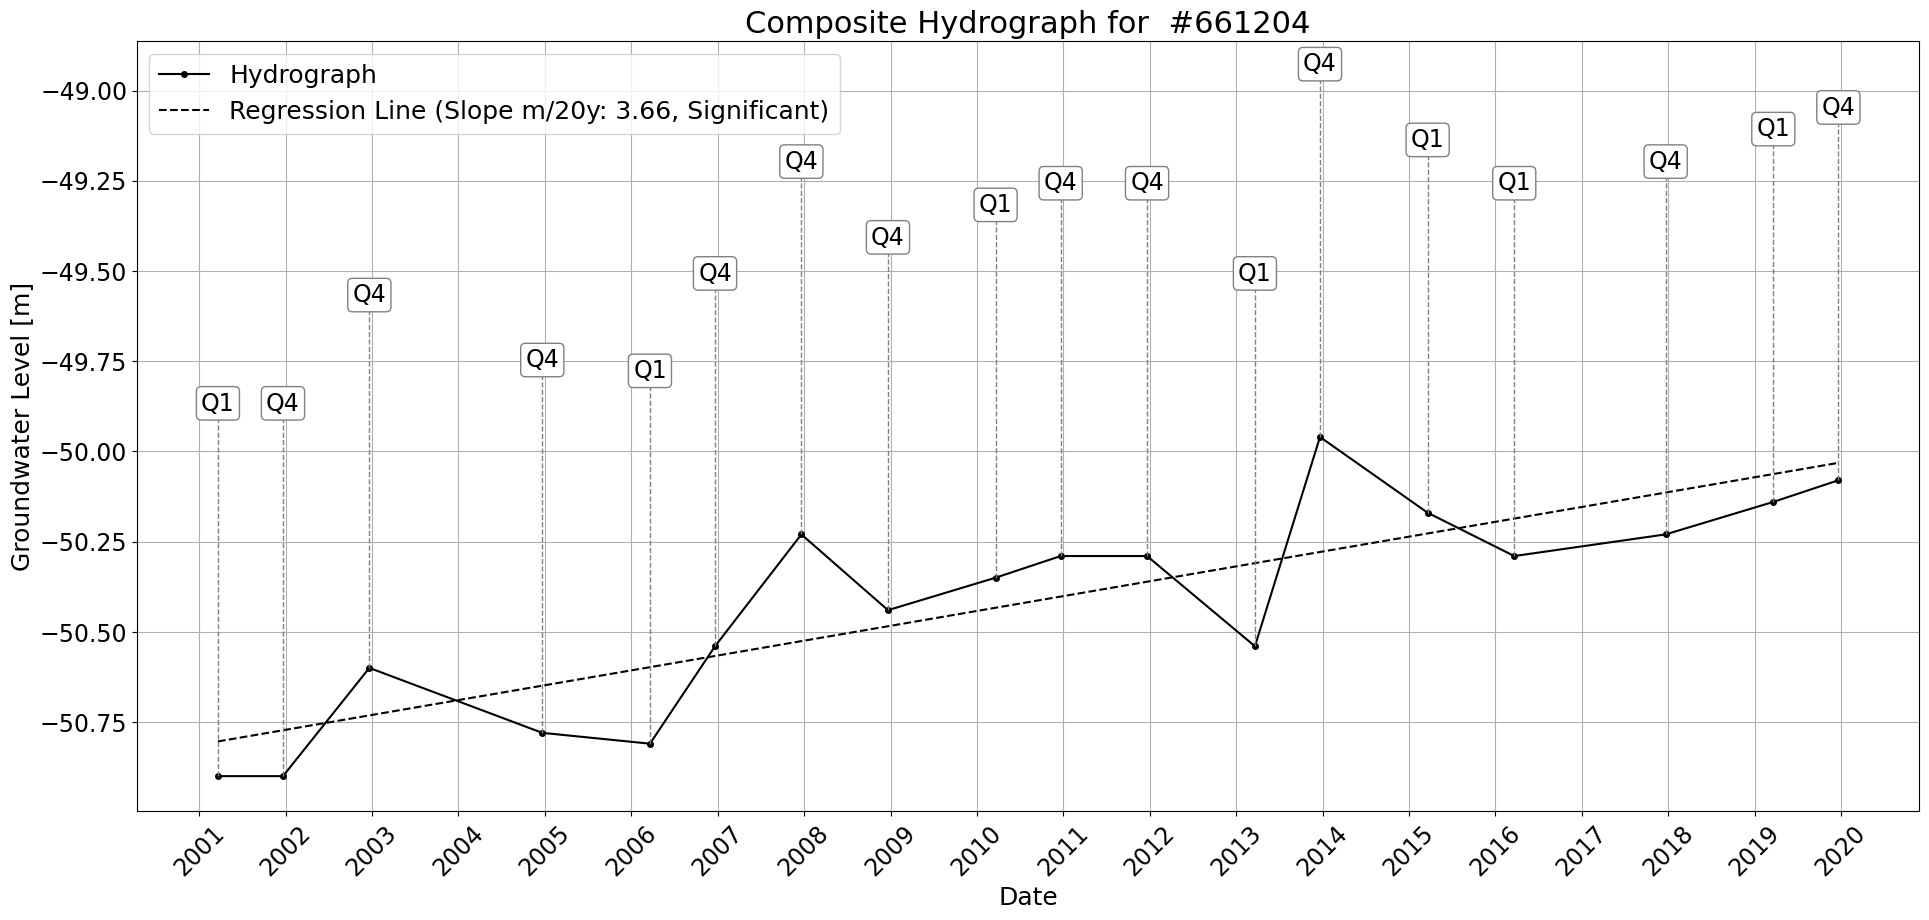 Composite Hydrograph for  #661204
Hydrograph
Regression Line (Slope m/20y: 3.66, Significant)
Groundwater Level [m]
−49.00
−49.25
−49.50
−49.75
−50.00
−50.25
−50.50
−50.75
Q1
Q4
Q4
Q4
Q1
Q4
Q4
Q4
Q1
Q4
Q4
Q1
Q4
Q1
Q1
Q4
Q1
Q4
2001
2002
2003
2004
2005
2006
2007
2008
2009
2010
2011
2012
2013
2014
2015
2016
2017
2018
2019
2020
Date